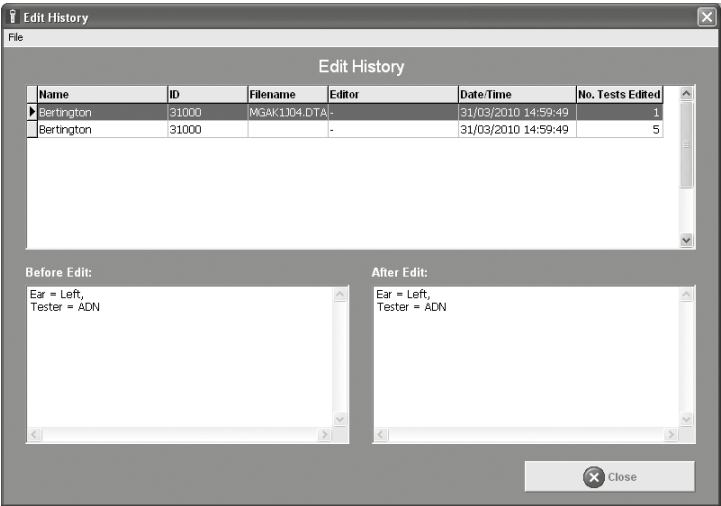 Edit History
File
Edit History
Name ID Filename Editor Date/Time No. Tests Edited
Bertington 31000 MGAK1J04.DTA - 31/03/2010 14:59:49 1
Bertington 31000 - 31/03/2010 14:59:49 5
Before Edit: After Edit:
Ear = Left, Ear = Left,
Tester = ADN Tester = ADN
Close